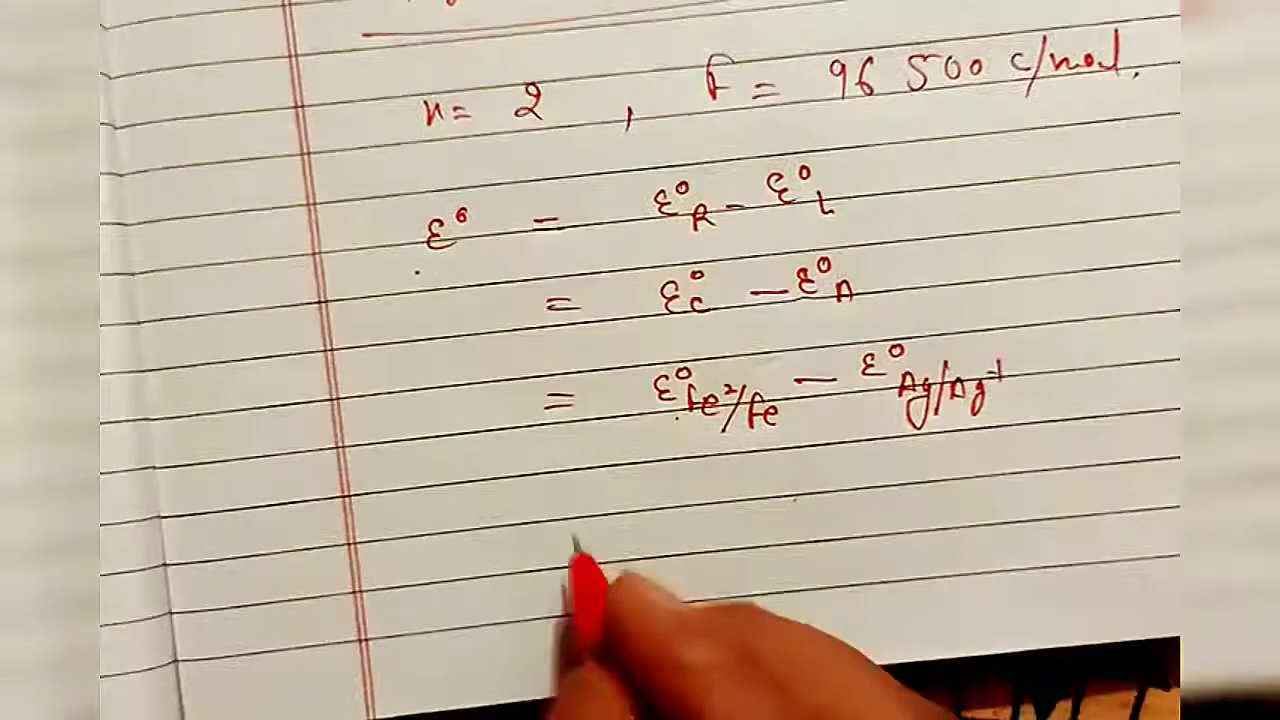 n = 2 , F = 96 500 c/mol.
ε° = ε°R - ε°L
= ε°C - ε°A
= ε°Fe²/Fe - ε°Ag/Ag+